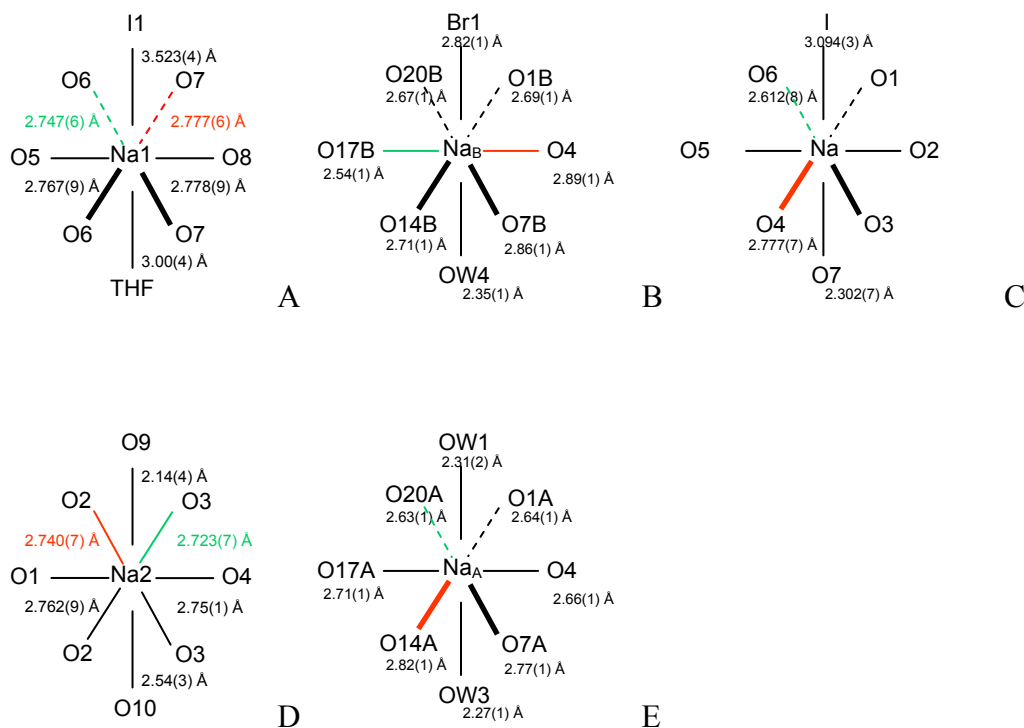 I1
3.523(4) Å
O6 O7
2.747(6) Å 2.777(6) Å
O5 Na1 O8
2.767(9) Å 2.778(9) Å
O6 O7
3.00(4) Å
THF
A
Br1
2.82(1) Å
O20B O1B
2.67(1) Å 2.69(1) Å
O17B NaB O4
2.54(1) Å 2.89(1) Å
O14B O7B
2.71(1) Å 2.86(1) Å
OW4
2.35(1) Å
B
I
3.094(3) Å
O6 O1
2.612(8) Å
O5 Na O2
O4 O3
2.777(7) Å
O7
2.302(7) Å
C
O9
2.14(4) Å
O2 O3
2.740(7) Å 2.723(7) Å
O1 Na2 O4
2.762(9) Å 2.75(1) Å
O2 O3
2.54(3) Å
O10
D
OW1
2.31(2) Å
O20A O1A
2.63(1) Å 2.64(1) Å
O17A NaA O4
2.71(1) Å 2.66(1) Å
O14A O7A
2.82(1) Å 2.77(1) Å
OW3
2.27(1) Å
E